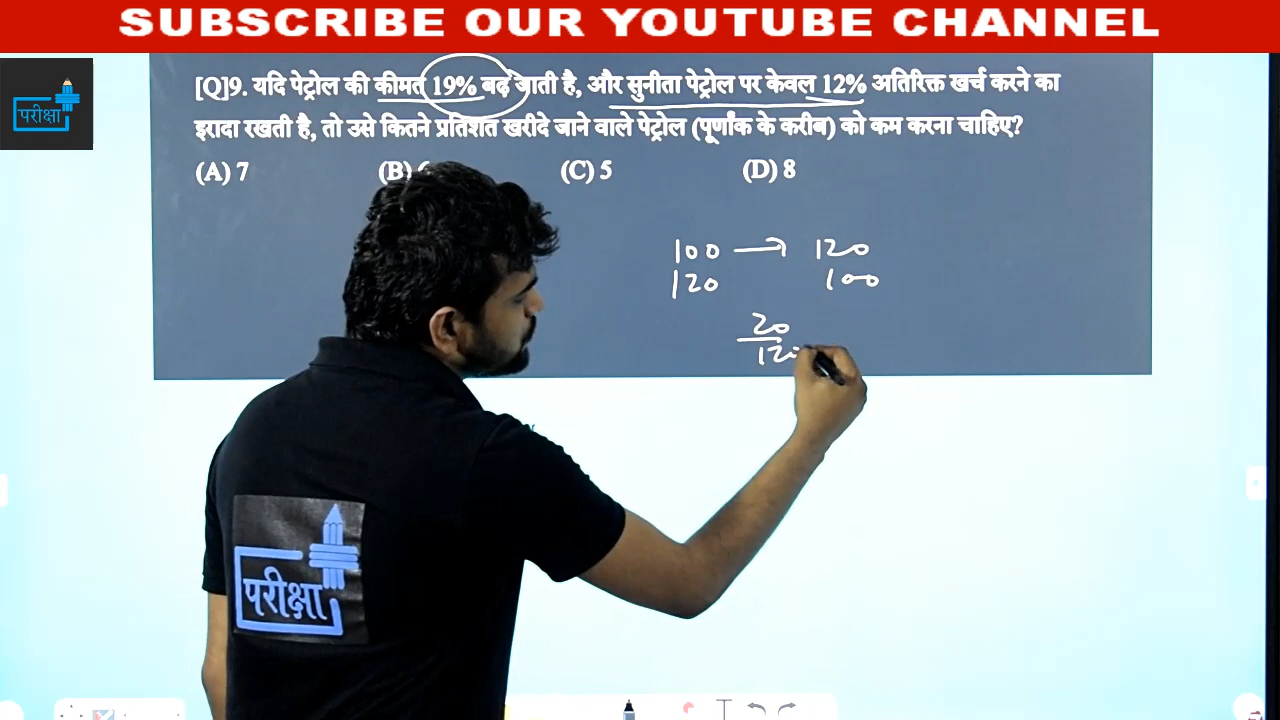 SUBSCRIBE OUR YOUTUBE CHANNEL
परीक्षा
[Q]9. यदि पेट्रोल की कीमत 19% बढ़ जाती है, और सुनीता पेट्रोल पर केवल 12% अतिरिक्त खर्च करने का
इरादा रखती है, तो उसे कितने प्रतिशत खरीदे जाने वाले पेट्रोल (पूर्णांक के करीब) को कम करना चाहिए?
(A) 7 (B) (C) 5 (D) 8
100 → 120
120 100
20
परीक्षा